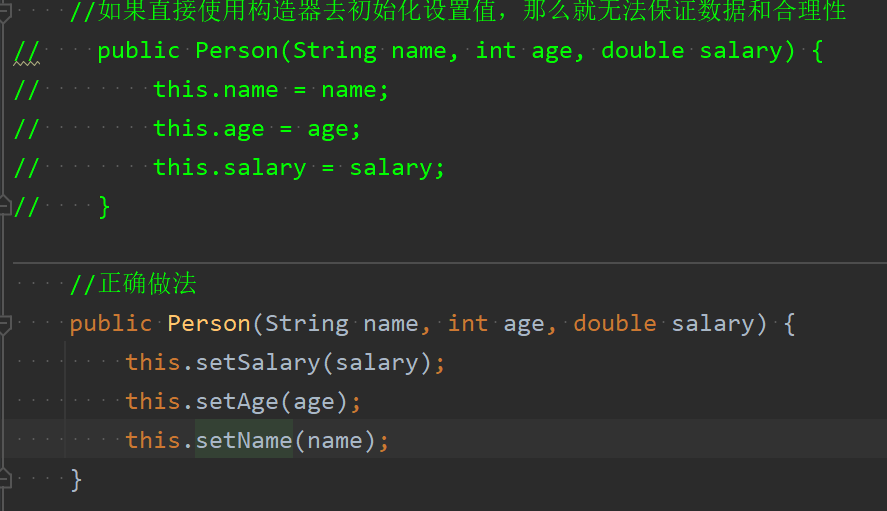 //如果直接使用构造器去初始化设置值，那么就无法保证数据和合理性
//    public Person(String name, int age, double salary) {
//        this.name = name;
//        this.age = age;
//        this.salary = salary;
//    }
//正确做法
public Person(String name, int age, double salary) {
    this.setSalary(salary);
    this.setAge(age);
    this.setName(name);
}